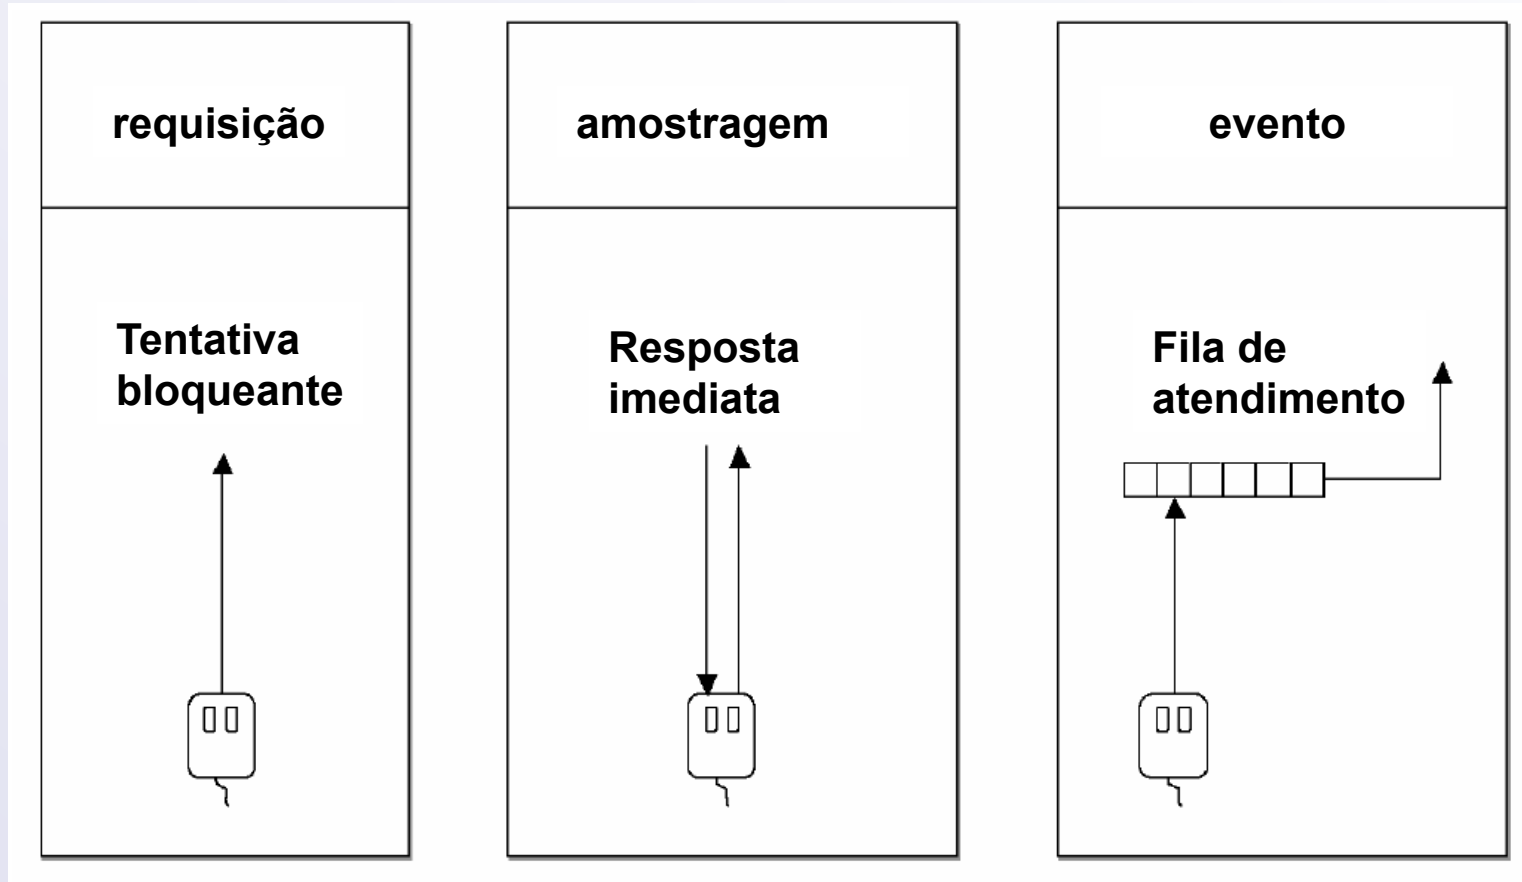 requisição
Tentativa
bloqueante
amostragem
Resposta
imediata
evento
Fila de
atendimento